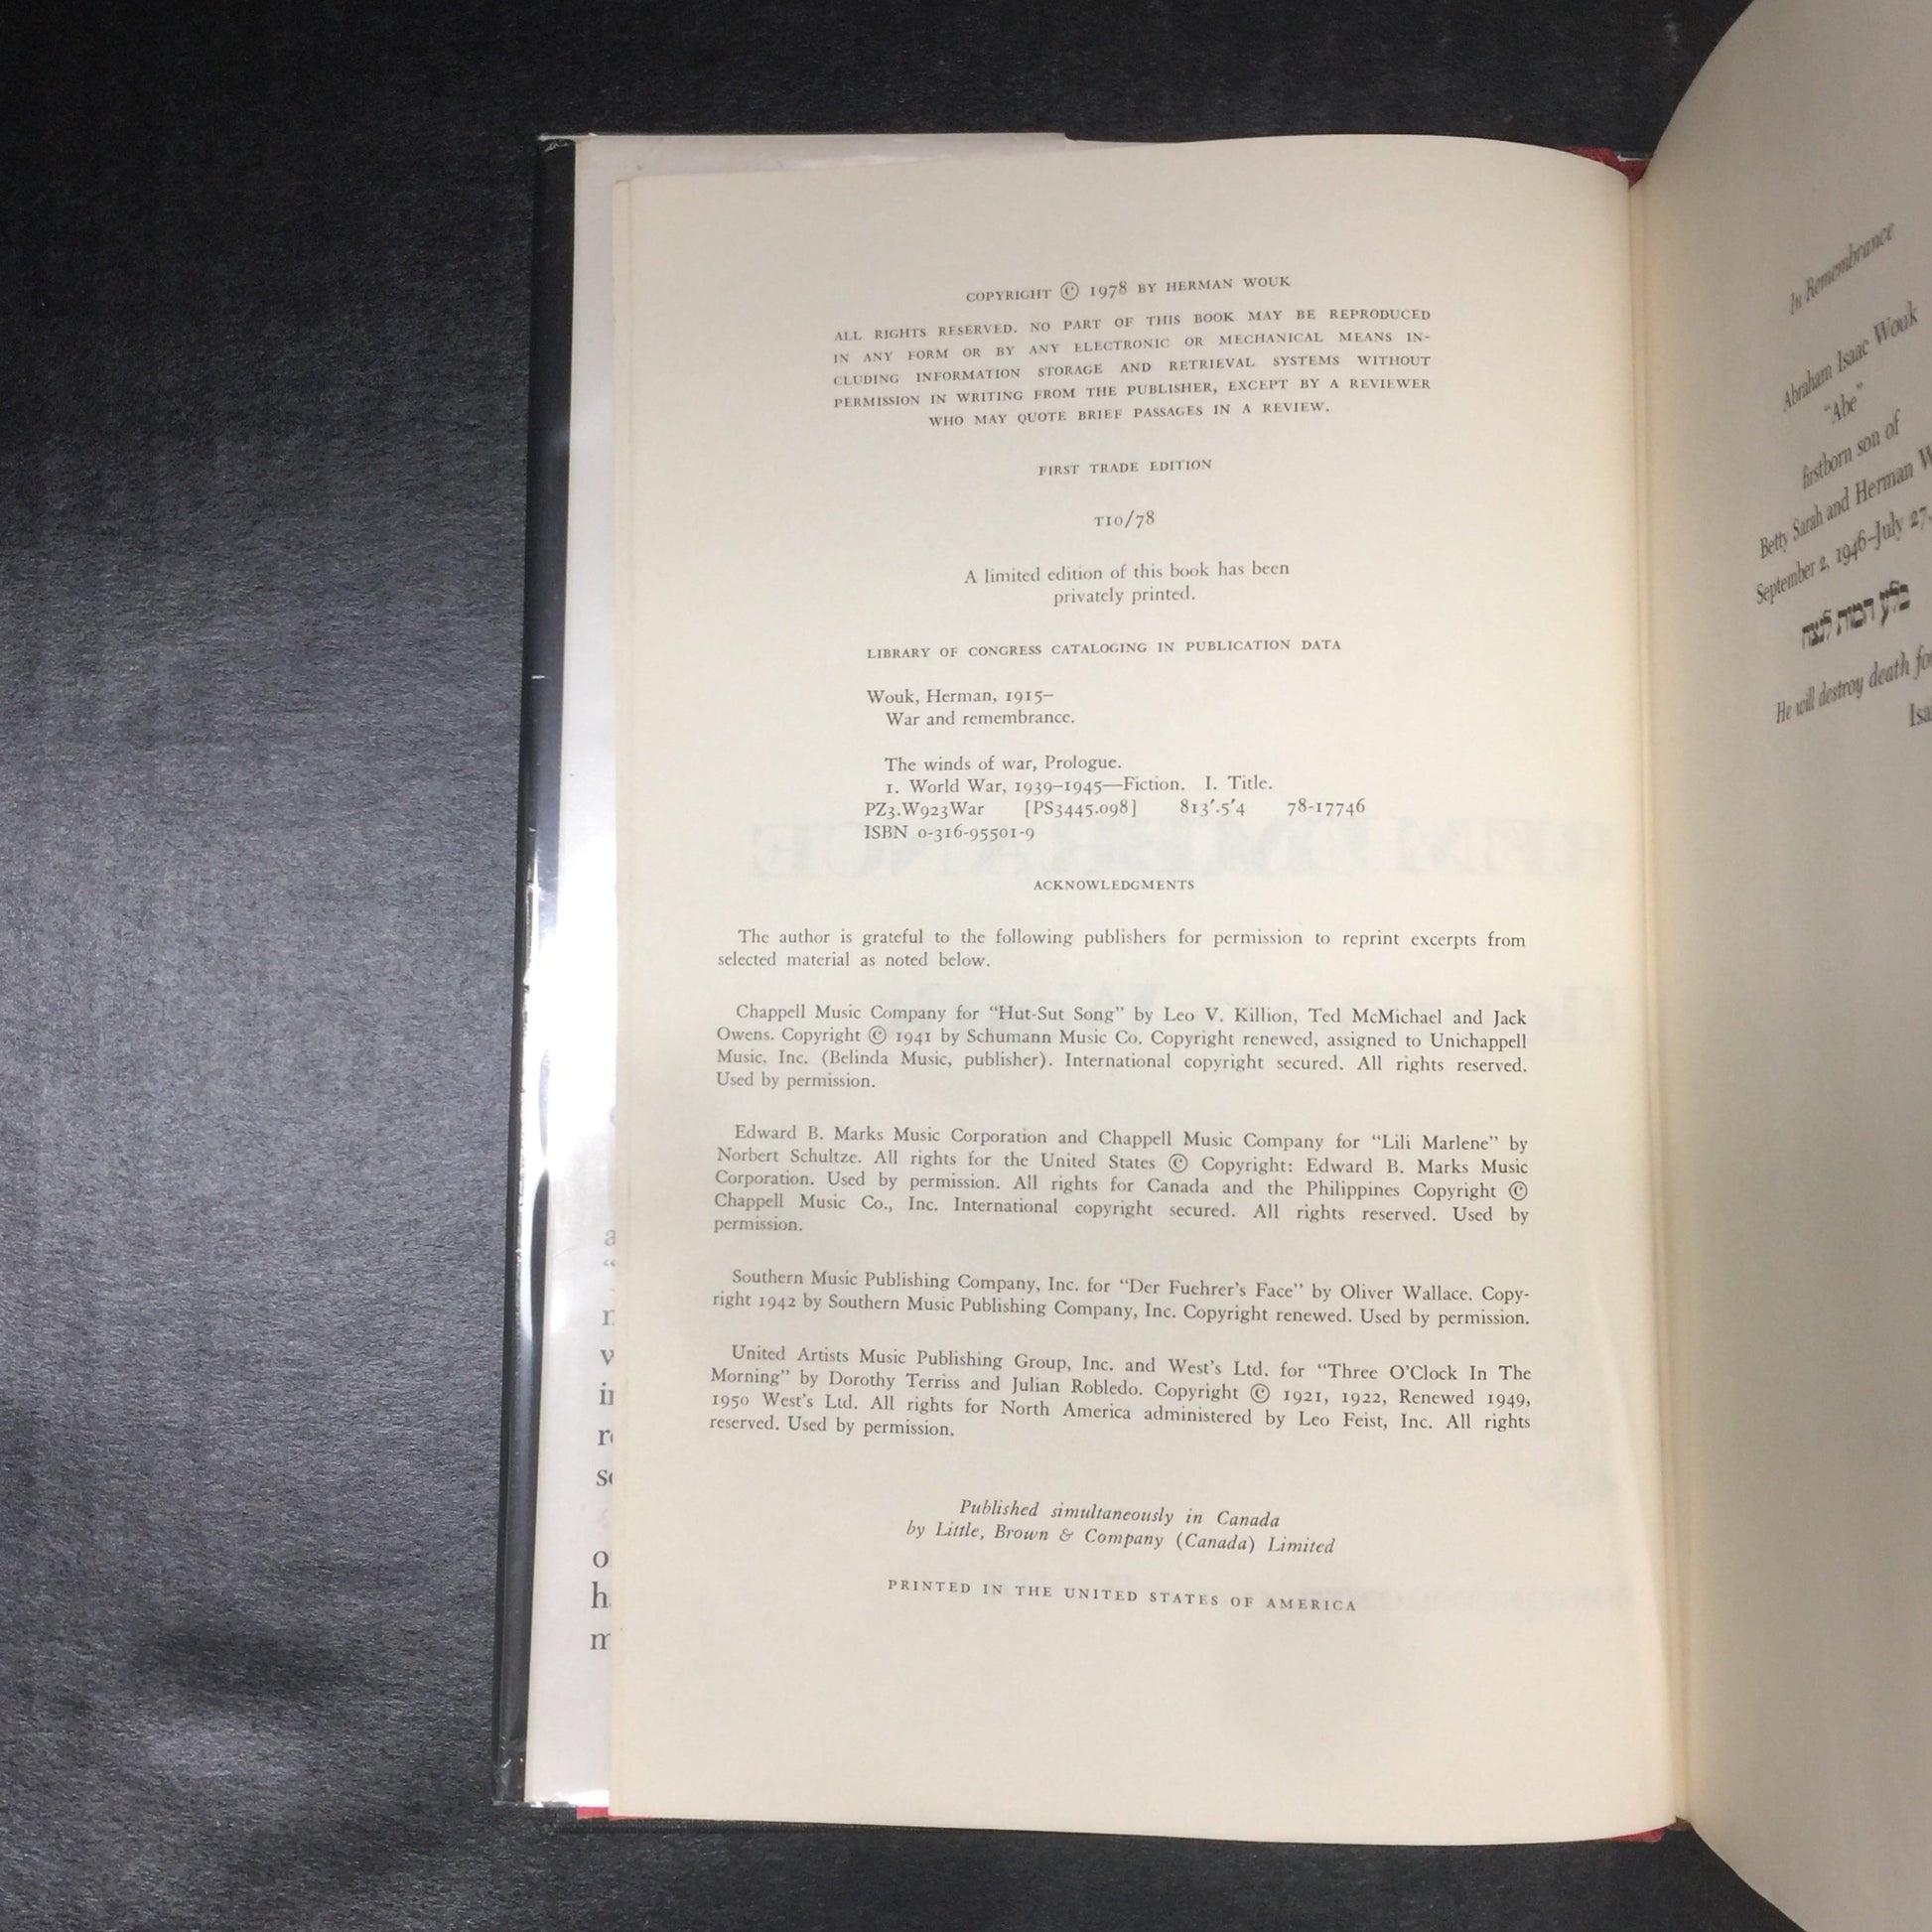 COPYRIGHT © 1978 BY HERMAN WOUK
ALL RIGHTS RESERVED. NO PART OF THIS BOOK MAY BE REPRODUCED
IN ANY FORM OR BY ANY ELECTRONIC OR MECHANICAL MEANS IN-
CLUDING INFORMATION STORAGE AND RETRIEVAL SYSTEMS WITHOUT
PERMISSION IN WRITING FROM THE PUBLISHER, EXCEPT BY A REVIEWER
WHO MAY QUOTE BRIEF PASSAGES IN A REVIEW.
FIRST TRADE EDITION
T10/78
A limited edition of this book has been
privately printed.
LIBRARY OF CONGRESS CATALOGING IN PUBLICATION DATA
Wouk, Herman, 1915–
War and remembrance.
The winds of war, Prologue.
1. World War, 1939–1945—Fiction. I. Title.
PZ3.W923War [PS3445.098] 813'.5'4 78-17746
ISBN 0-316-95501-9
ACKNOWLEDGMENTS
The author is grateful to the following publishers for permission to reprint excerpts from
selected material as noted below.
Chappell Music Company for "Hut-Sut Song" by Leo V. Killion, Ted McMichael and Jack
Owens. Copyright © 1941 by Schumann Music Co. Copyright renewed, assigned to Unichappell
Music, Inc. (Belinda Music, publisher). International copyright secured. All rights reserved.
Used by permission.
Edward B. Marks Music Corporation and Chappell Music Company for "Lili Marlene" by
Norbert Schultze. All rights for the United States © Copyright: Edward B. Marks Music
Corporation. Used by permission. All rights for Canada and the Philippines Copyright ©
Chappell Music Co., Inc. International copyright secured. All rights reserved. Used by
permission.
Southern Music Publishing Company, Inc. for "Der Fuehrer's Face" by Oliver Wallace. Copy-
right 1942 by Southern Music Publishing Company, Inc. Copyright renewed. Used by permission.
United Artists Music Publishing Group, Inc. and West's Ltd. for "Three O'Clock In The
Morning" by Dorothy Terriss and Julian Robledo. Copyright © 1921, 1922, Renewed 1949,
1950 West's Ltd. All rights for North America administered by Leo Feist, Inc. All rights
reserved. Used by permission.
Published simultaneously in Canada
by Little, Brown & Company (Canada) Limited
PRINTED IN THE UNITED STATES OF AMERICA
In Remembrance
Abraham Isaac Wouk
"Abe"
firstborn son of
Betty Sarah and Herman
September 2, 1946–July 27,
בלע המות לנצח
He will destroy death